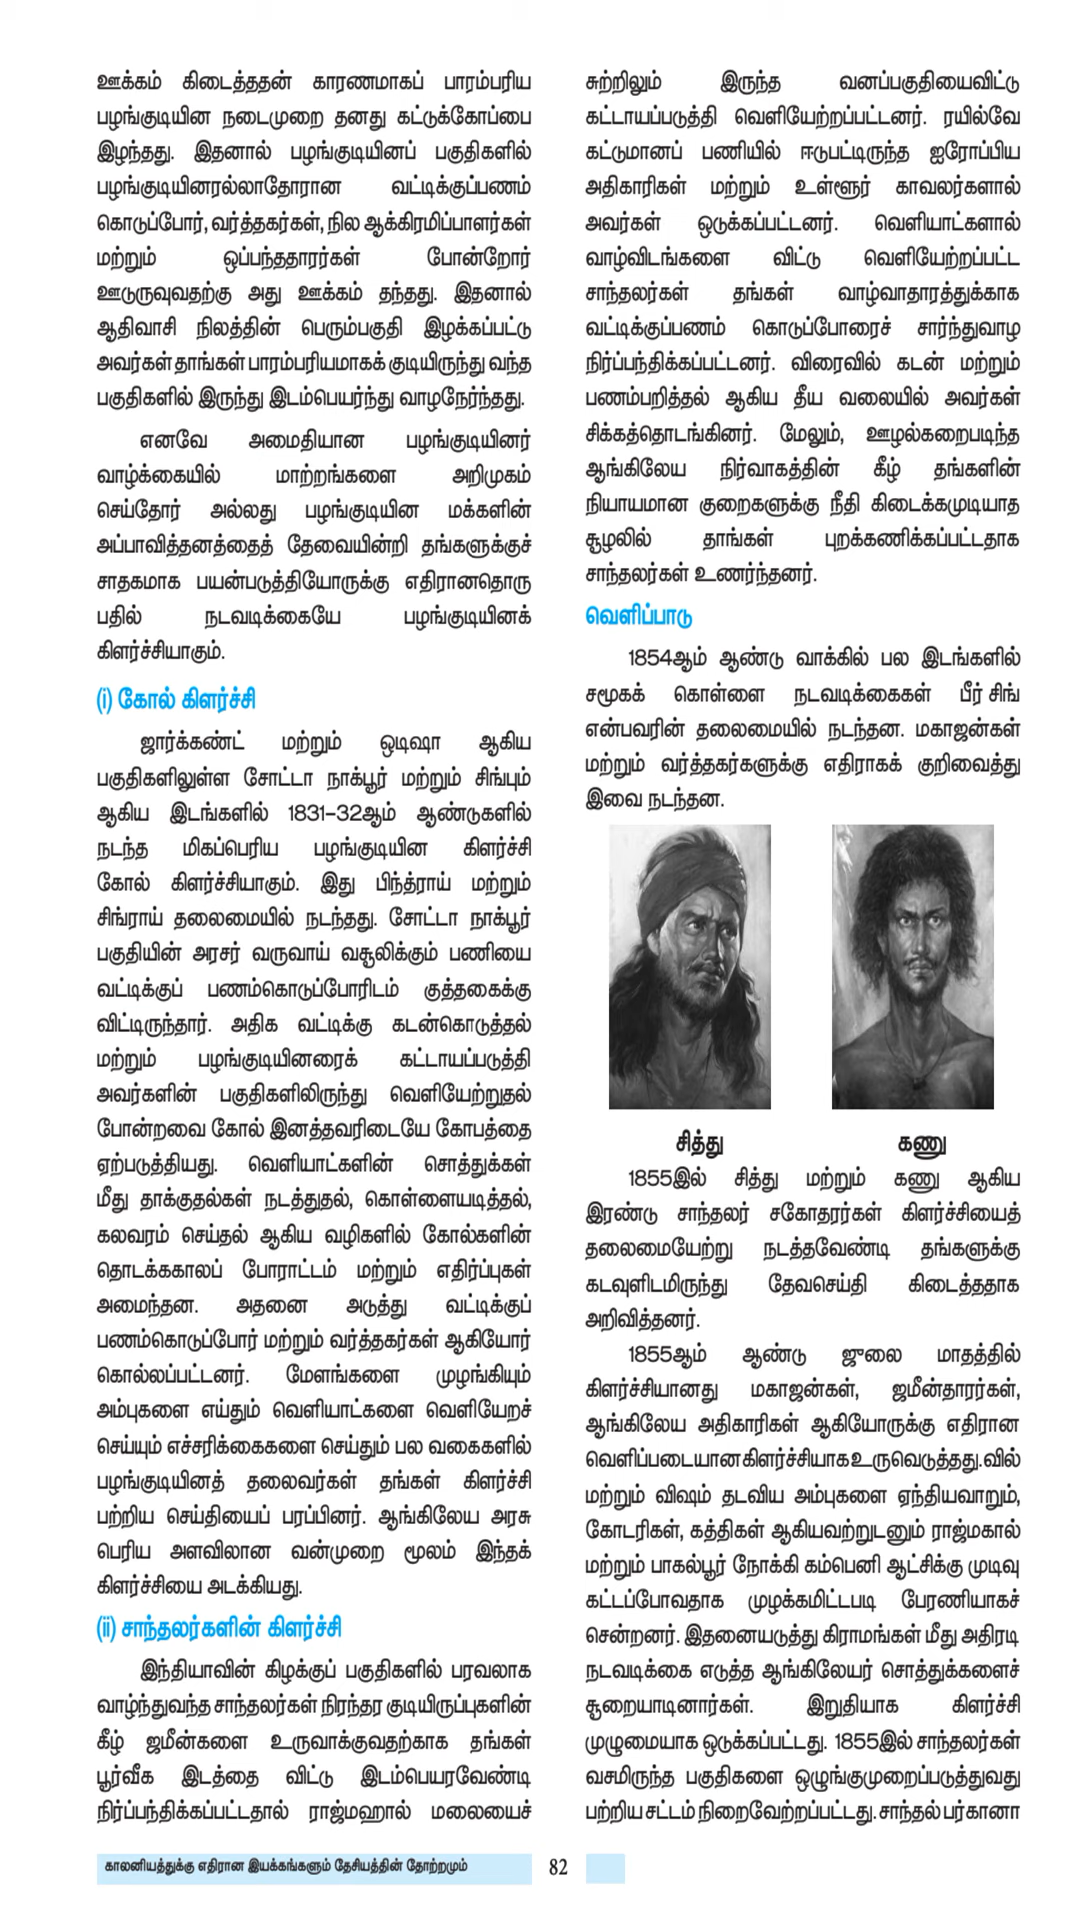 ஊக்கம் கிடைத்ததன் காரணமாகப் பாரம்பரிய
பழங்குடியின நடைமுறை தனது கட்டுக்கோப்பை
இழந்தது. இதனால் பழங்குடியினப் பகுதிகளில்
பழங்குடியினரல்லாதோரான வட்டிக்குப்பணம்
கொடுப்போர், வர்த்தகர்கள், நில ஆக்கிரமிப்பாளர்கள்
மற்றும் ஒப்பந்ததாரர்கள் போன்றோர்
ஊடுருவுவதற்கு அது ஊக்கம் தந்தது. இதனால்
ஆதிவாசி நிலத்தின் பெரும்பகுதி இழக்கப்பட்டு
அவர்கள் தாங்கள் பாரம்பரியமாகக் குடியிருந்து வந்த
பகுதிகளில் இருந்து இடம்பெயர்ந்து வாழநேர்ந்தது.
எனவே அமைதியான பழங்குடியினர்
வாழ்க்கையில் மாற்றங்களை அறிமுகம்
செய்தோர் அல்லது பழங்குடியின மக்களின்
அப்பாவித்தனத்தைத் தேவையின்றி தங்களுக்குச்
சாதகமாக பயன்படுத்தியோருக்கு எதிரானதொரு
பதில் நடவடிக்கையே பழங்குடியினக்
கிளர்ச்சியாகும்.
(i) கோல் கிளர்ச்சி
ஜார்க்கண்ட் மற்றும் ஒடிஷா ஆகிய
பகுதிகளிலுள்ள சோட்டா நாக்பூர் மற்றும் சிங்பும்
ஆகிய இடங்களில் 1831-32ஆம் ஆண்டுகளில்
நடந்த மிகப்பெரிய பழங்குடியின கிளர்ச்சி
கோல் கிளர்ச்சியாகும். இது பிந்த்ராய் மற்றும்
சிங்ராய் தலைமையில் நடந்தது. சோட்டா நாக்பூர்
பகுதியின் அரசர் வருவாய் வசூலிக்கும் பணியை
வட்டிக்குப் பணம்கொடுப்போரிடம் குத்தகைக்கு
விட்டிருந்தார். அதிக வட்டிக்கு கடன்கொடுத்தல்
மற்றும் பழங்குடியினரைக் கட்டாயப்படுத்தி
அவர்களின் பகுதிகளிலிருந்து வெளியேற்றுதல்
போன்றவை கோல் இனத்தவரிடையே கோபத்தை
ஏற்படுத்தியது. வெளியாட்களின் சொத்துக்கள்
மீது தாக்குதல்கள் நடத்துதல், கொள்ளையடித்தல்,
கலவரம் செய்தல் ஆகிய வழிகளில் கோல்களின்
தொடக்ககாலப் போராட்டம் மற்றும் எதிர்ப்புகள்
அமைந்தன. அதனை அடுத்து வட்டிக்குப்
பணம்கொடுப்போர் மற்றும் வர்த்தகர்கள் ஆகியோர்
கொல்லப்பட்டனர். மேளங்களை முழங்கியும்
அம்புகளை எய்தும் வெளியாட்களை வெளியேறச்
செய்யும் எச்சரிக்கைகளை செய்தும் பல வகைகளில்
பழங்குடியினத் தலைவர்கள் தங்கள் கிளர்ச்சி
பற்றிய செய்தியைப் பரப்பினர். ஆங்கிலேய அரசு
பெரிய அளவிலான வன்முறை மூலம் இந்தக்
கிளர்ச்சியை அடக்கியது.
(ii) சாந்தலர்களின் கிளர்ச்சி
இந்தியாவின் கிழக்குப் பகுதிகளில் பரவலாக
வாழ்ந்துவந்த சாந்தலர்கள் நிரந்தர குடியிருப்புகளின்
கீழ் ஜமீன்களை உருவாக்குவதற்காக தங்கள்
பூர்வீக இடத்தை விட்டு இடம்பெயரவேண்டி
நிர்ப்பந்திக்கப்பட்டதால் ராஜ்மஹால் மலையைச்
சுற்றிலும் இருந்த வனப்பகுதியைவிட்டு
கட்டாயப்படுத்தி வெளியேற்றப்பட்டனர். ரயில்வே
கட்டுமானப் பணியில் ஈடுபட்டிருந்த ஐரோப்பிய
அதிகாரிகள் மற்றும் உள்ளூர் காவலர்களால்
அவர்கள் ஒடுக்கப்பட்டனர். வெளியாட்களால்
வாழ்விடங்களை விட்டு வெளியேற்றப்பட்ட
சாந்தலர்கள் தங்கள் வாழ்வாதாரத்துக்காக
வட்டிக்குப்பணம் கொடுப்போரைச் சார்ந்துவாழ
நிர்ப்பந்திக்கப்பட்டனர். விரைவில் கடன் மற்றும்
பணம்பறித்தல் ஆகிய தீய வலையில் அவர்கள்
சிக்கத்தொடங்கினர். மேலும், ஊழல்கறைபடிந்த
ஆங்கிலேய நிர்வாகத்தின் கீழ் தங்களின்
நியாயமான குறைகளுக்கு நீதி கிடைக்கமுடியாத
சூழலில் தாங்கள் புறக்கணிக்கப்பட்டதாக
சாந்தலர்கள் உணர்ந்தனர்.
வெளிப்பாடு
1854ஆம் ஆண்டு வாக்கில் பல இடங்களில்
சமூகக் கொள்ளை நடவடிக்கைகள் பீர் சிங்
என்பவரின் தலைமையில் நடந்தன. மகாஜன்கள்
மற்றும் வர்த்தகர்களுக்கு எதிராகக் குறிவைத்து
இவை நடந்தன.
சித்து கணு
1855இல் சித்து மற்றும் கணு ஆகிய
இரண்டு சாந்தலர் சகோதரர்கள் கிளர்ச்சியைத்
தலைமையேற்று நடத்தவேண்டி தங்களுக்கு
கடவுளிடமிருந்து தேவசெய்தி கிடைத்ததாக
அறிவித்தனர்.
1855ஆம் ஆண்டு ஜுலை மாதத்தில்
கிளர்ச்சியானது மகாஜன்கள், ஜமீன்தாரர்கள்,
ஆங்கிலேய அதிகாரிகள் ஆகியோருக்கு எதிரான
வெளிப்படையான கிளர்ச்சியாக உருவெடுத்தது. வில்
மற்றும் விஷம் தடவிய அம்புகளை ஏந்தியவாறும்,
கோடரிகள், கத்திகள் ஆகியவற்றுடனும் ராஜ்மகால்
மற்றும் பாகல்பூர் நோக்கி கம்பெனி ஆட்சிக்கு முடிவு
கட்டப்போவதாக முழக்கமிட்டபடி பேரணியாகச்
சென்றனர். இதனையடுத்து கிராமங்கள் மீது அதிரடி
நடவடிக்கை எடுத்த ஆங்கிலேயர் சொத்துக்களைச்
சூறையாடினார்கள். இறுதியாக கிளர்ச்சி
முழுமையாக ஒடுக்கப்பட்டது. 1855இல் சாந்தலர்கள்
வசமிருந்த பகுதிகளை ஒழுங்குமுறைப்படுத்துவது
பற்றிய சட்டம் நிறைவேற்றப்பட்டது. சாந்தல் பர்கானா
காலனியத்துக்கு எதிரான இயக்கங்களும் தேசியத்தின் தோற்றமும் 82